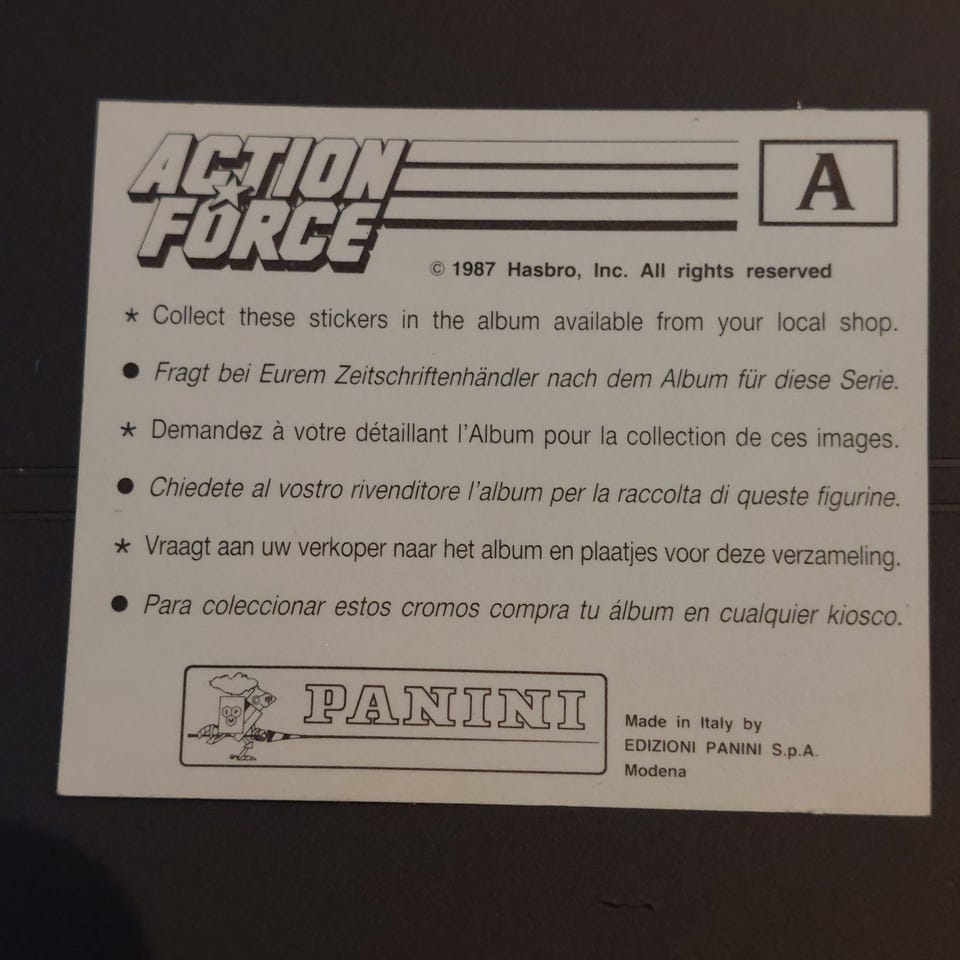 ACTION
FORCE
A
© 1987 Hasbro, Inc. All rights reserved
* Collect these stickers in the album available from your local shop.
● Fragt bei Eurem Zeitschriftenhändler nach dem Album für diese Serie.
* Demandez à vôtre détaillant l'Album pour la collection de ces images.
● Chiedete al vostro rivenditore l'album per la raccolta di queste figurine.
* Vraagt aan uw verkoper naar het album en plaatjes voor deze verzameling.
● Para coleccionar estos cromos compra tu álbum en cualquier kiosco.
PANINI
Made in Italy by
EDIZIONI PANINI S.p.A.
Modena